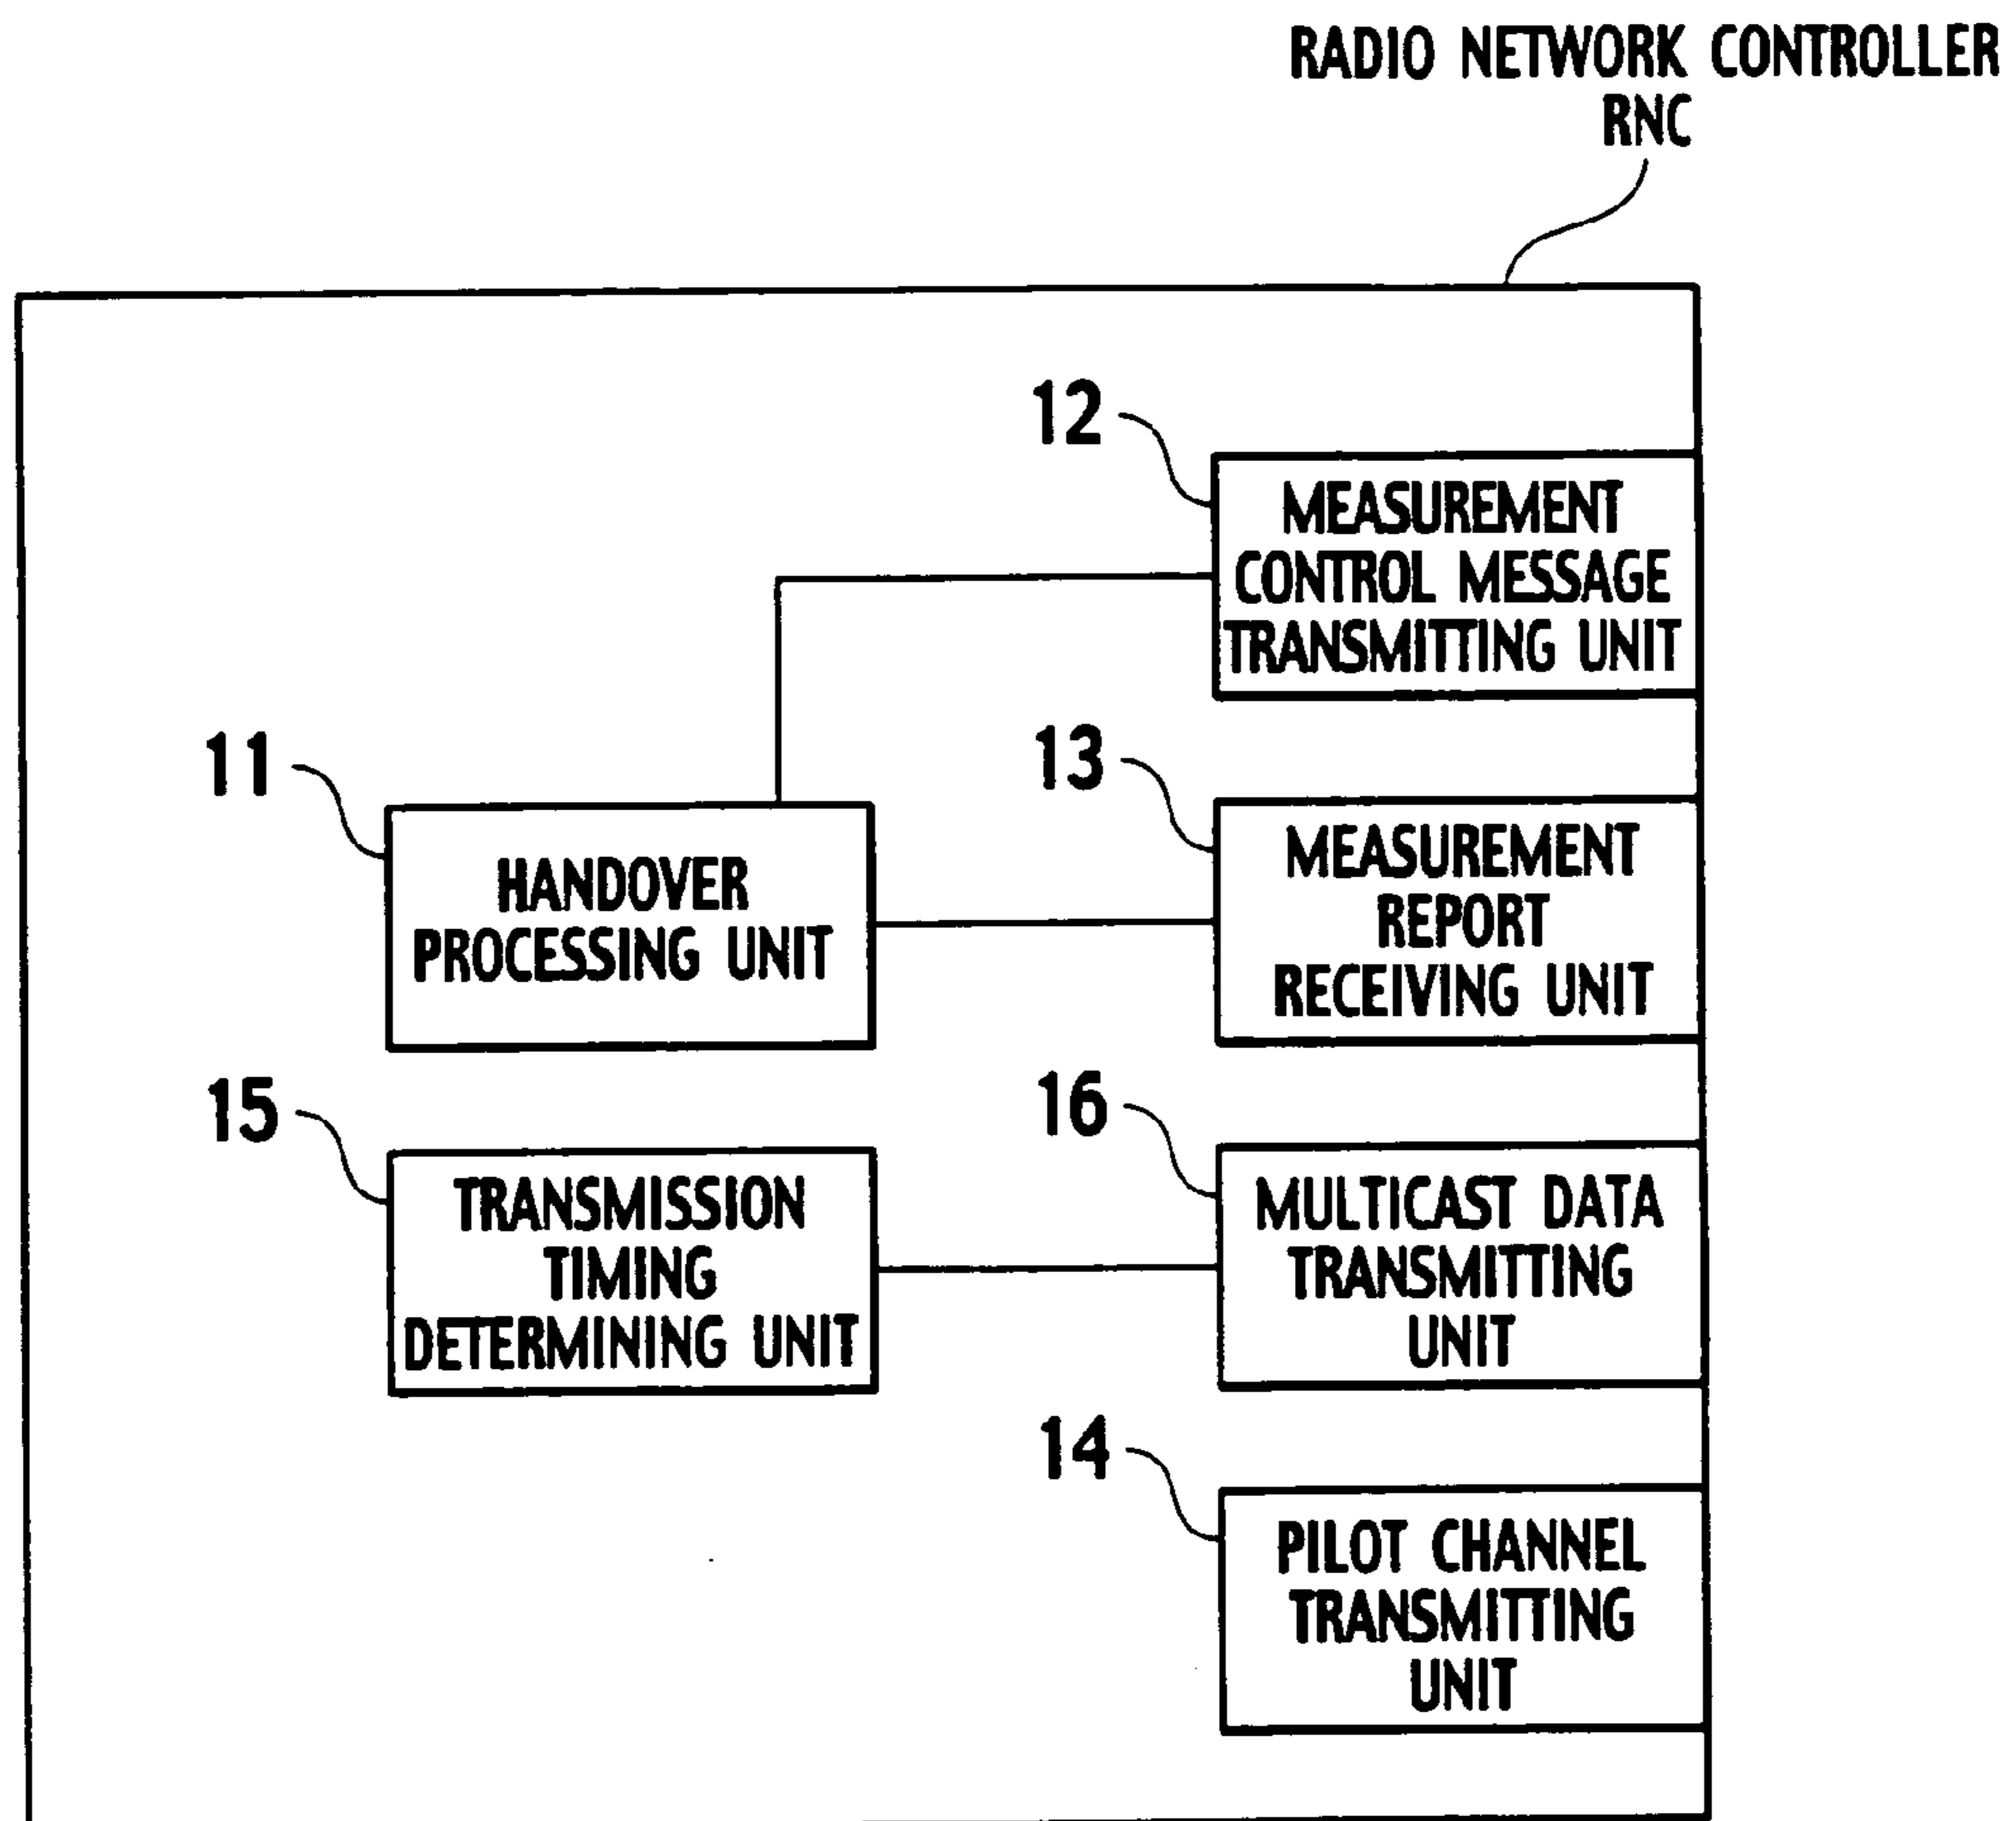 RADIO NETWORK CONTROLLER
RNC
12
MEASUREMENT
CONTROL MESSAGE
TRANSMITTING UNIT
11
HANDOVER
PROCESSING UNIT
13
MEASUREMENT
REPORT
RECEIVING UNIT
15
TRANSMISSION
TIMING
DETERMINING UNIT
16
MULTICAST DATA
TRANSMITTING
UNIT
14
PILOT CHANNEL
TRANSMITTING
UNIT